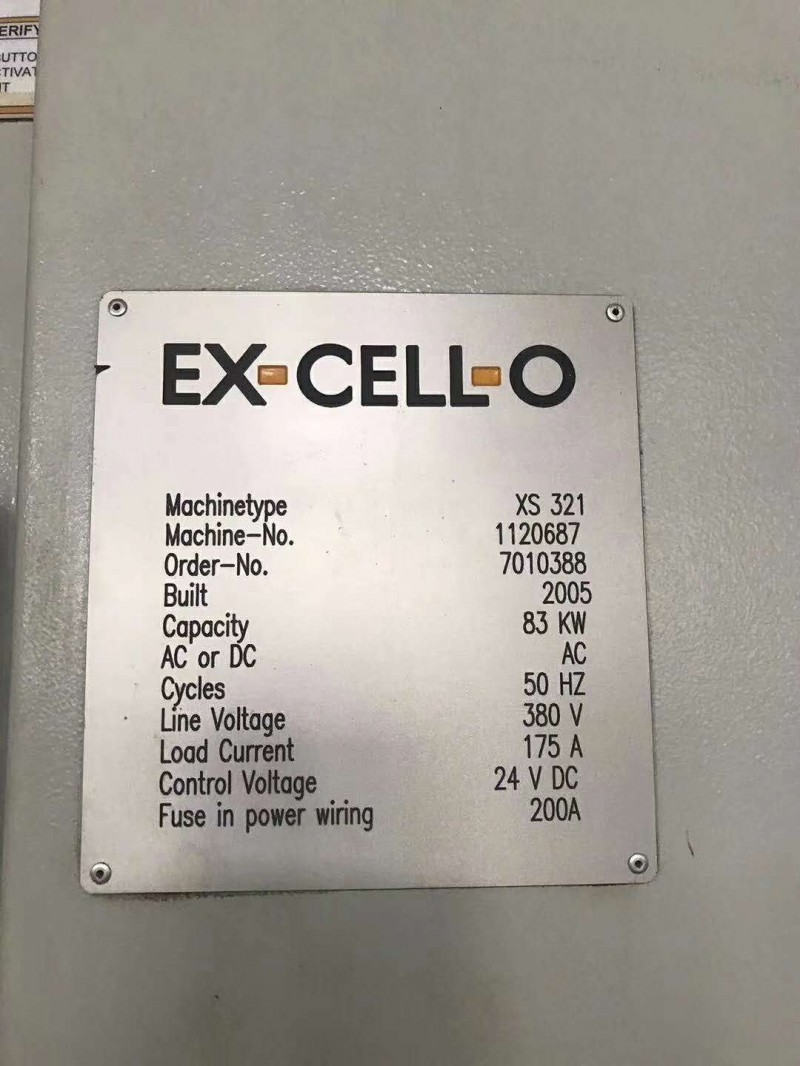 EX-CELL-O
Machinetype XS 321
Machine-No. 1120687
Order-No. 7010388
Built 2005
Capacity 83 KW
AC or DC AC
Cycles 50 HZ
Line Voltage 380 V
Load Current 175 A
Control Voltage 24 V DC
Fuse in power wiring 200A